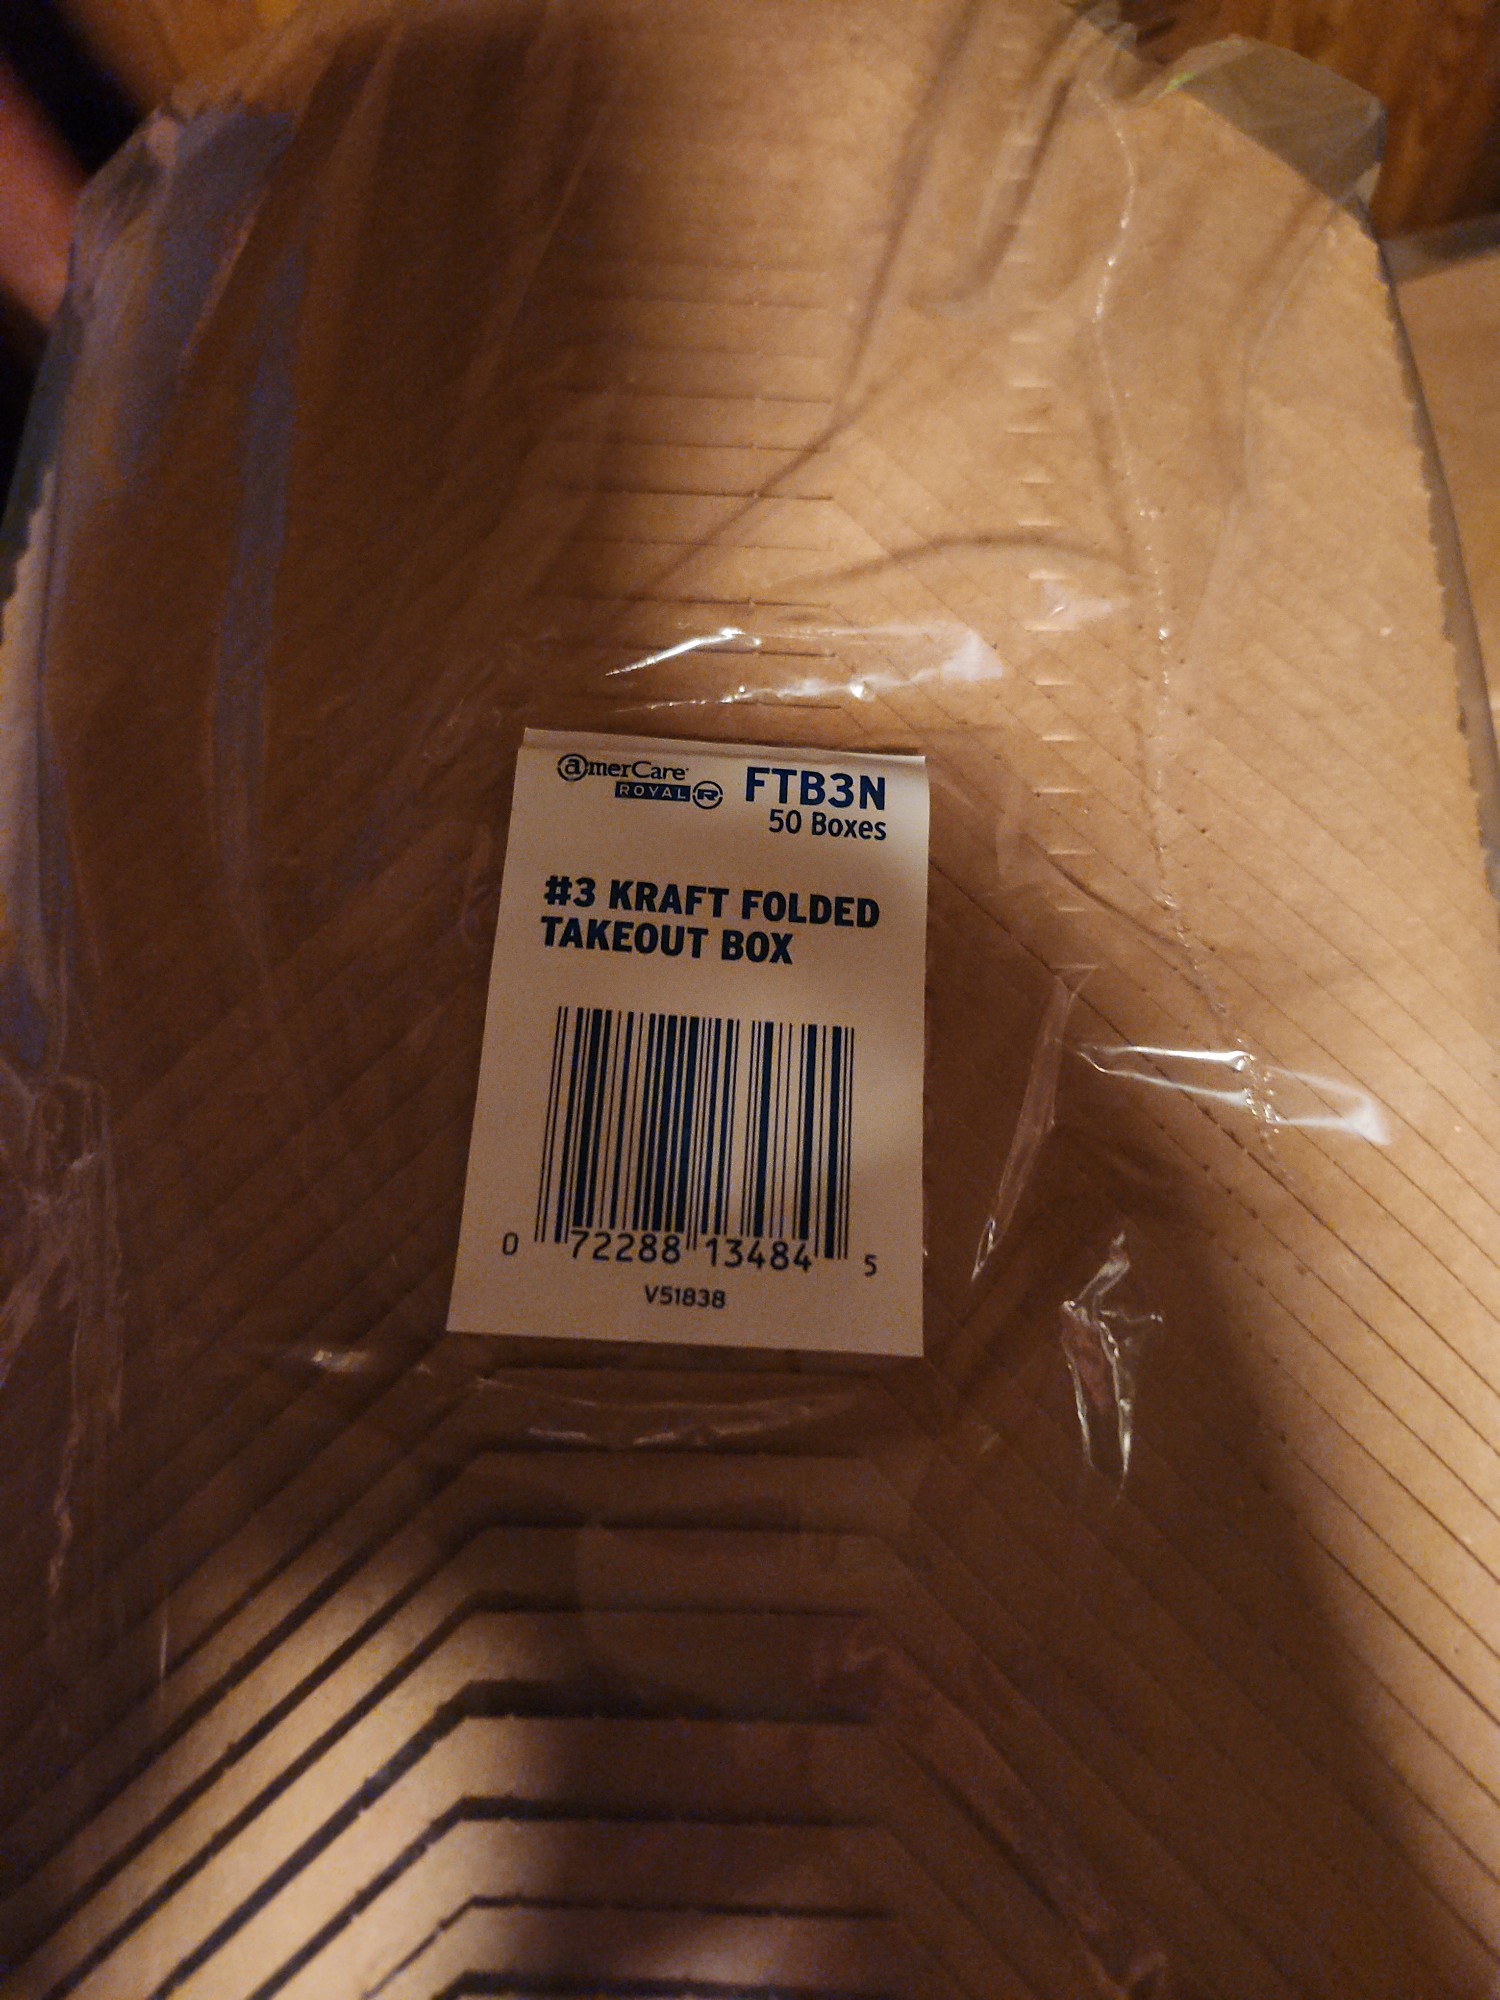 amerCare
ROYAL R
FTB3N
50 Boxes
#3 KRAFT FOLDED
TAKEOUT BOX
0 72288 13484 5
V51838